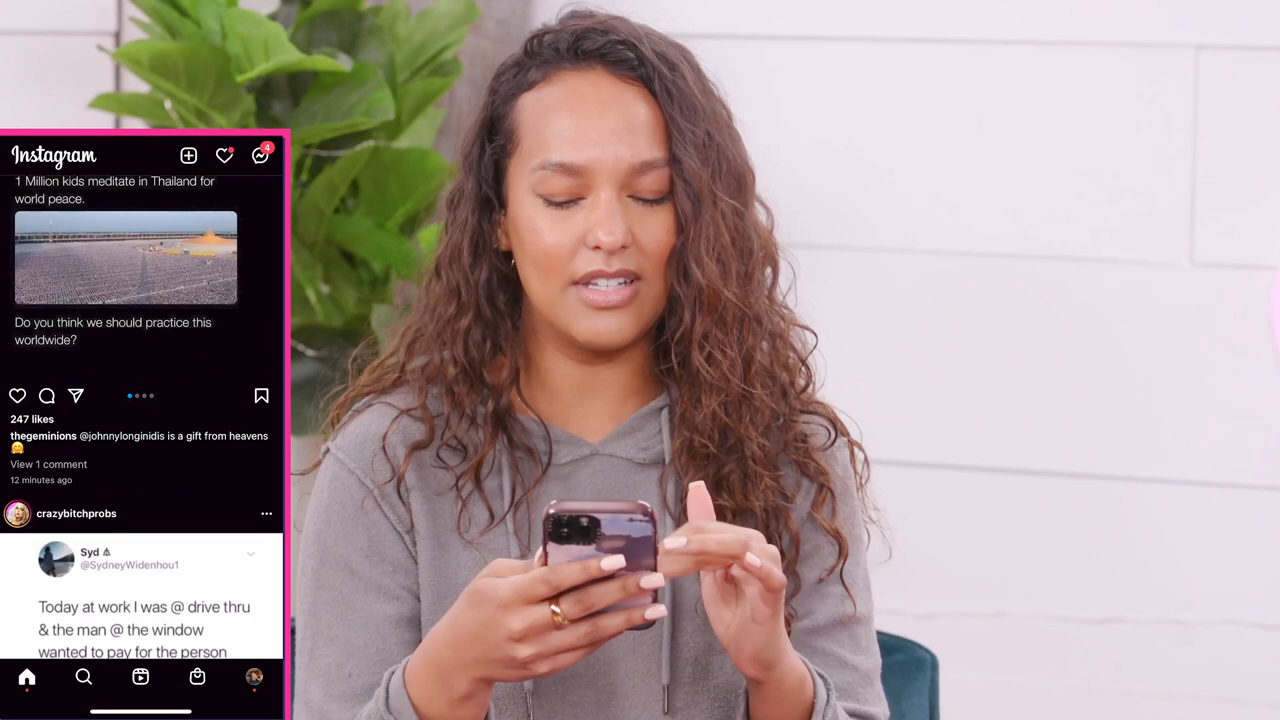 Instagram
4
1 Million kids meditate in Thailand for
world peace.
Do you think we should practice this
worldwide?
247 likes
thegeminions @johnnylonginidis is a gift from heavens
🤗
View 1 comment
12 minutes ago
crazybitchprobs
Syd
@SydneyWidenhou1
Today at work I was @ drive thru
& the man @ the window
wanted to pay for the person